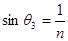 sin θ₃ = 1/n